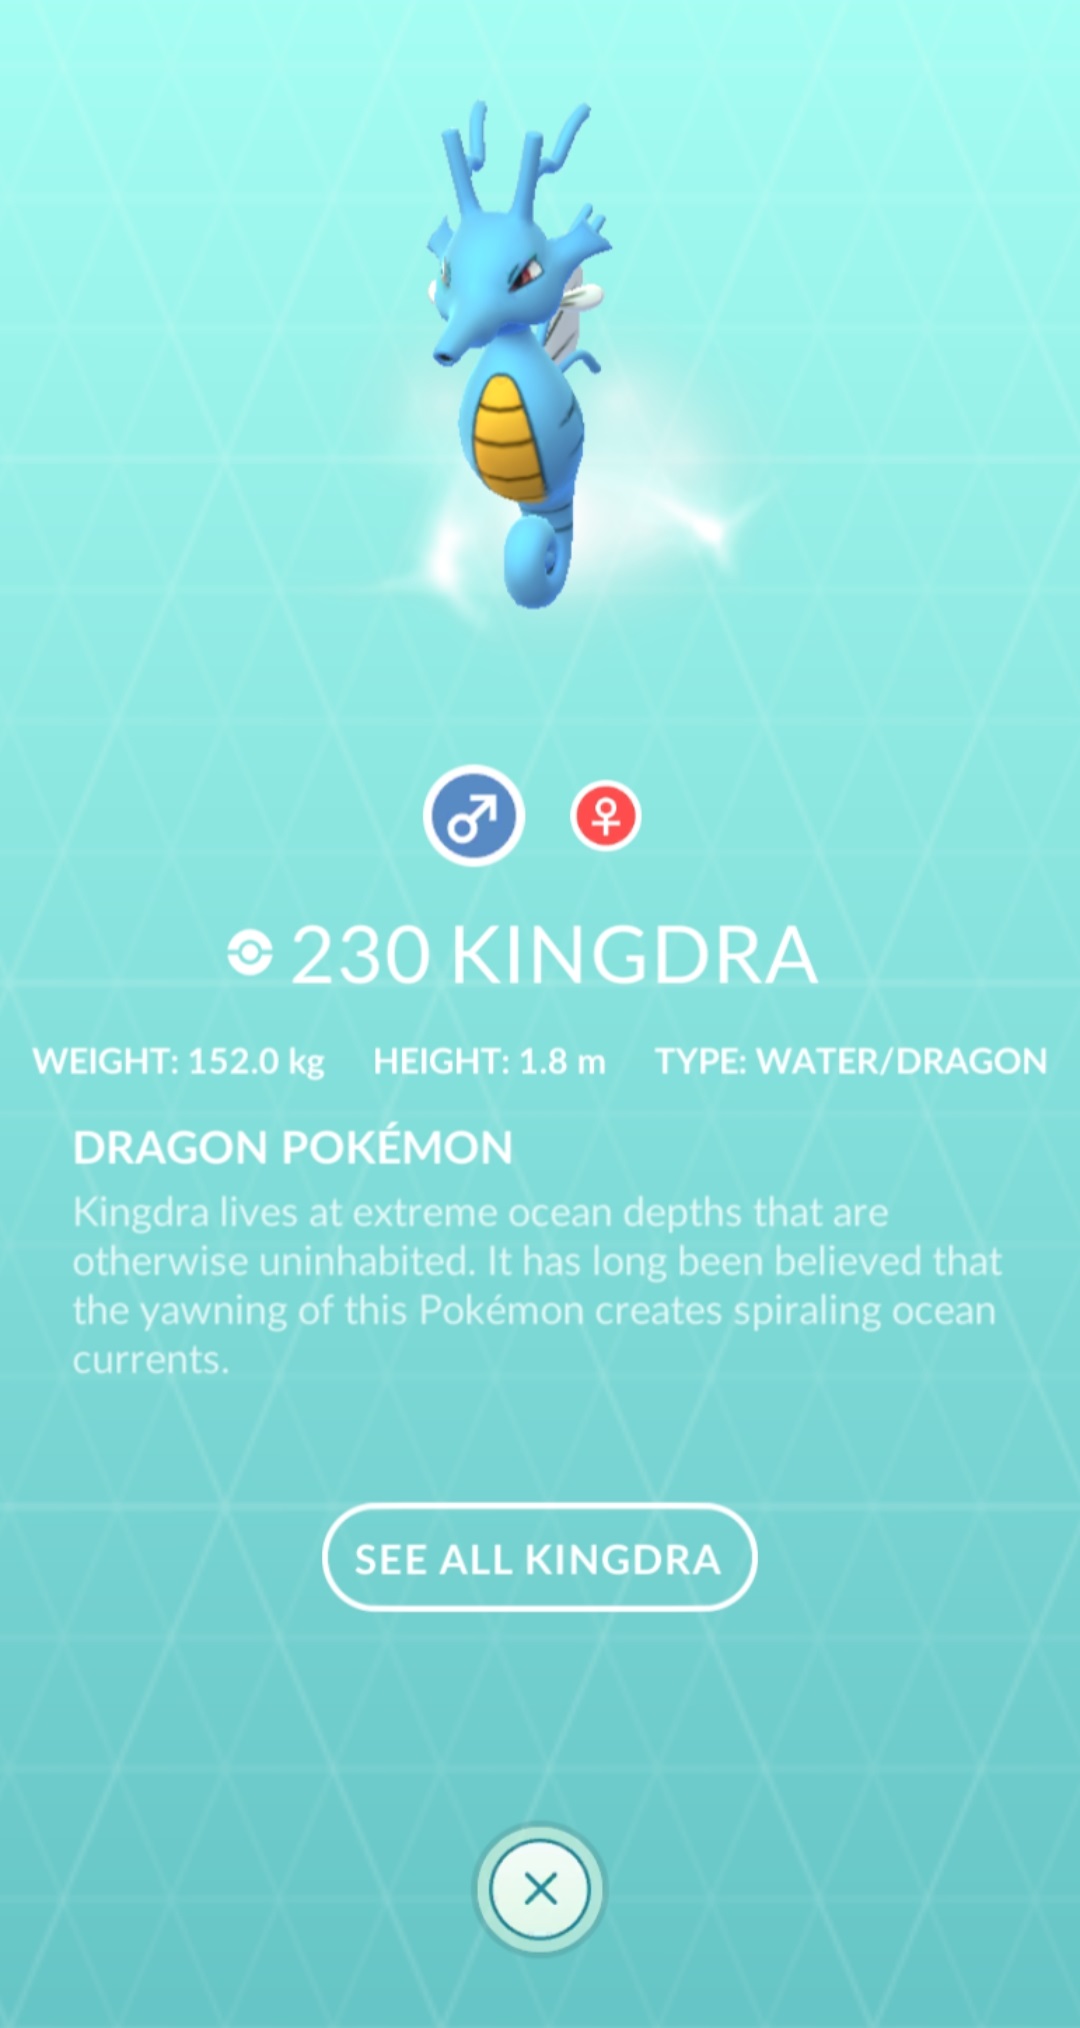 230 KINGDRA
WEIGHT: 152.0 kg HEIGHT: 1.8 m TYPE: WATER/DRAGON
DRAGON POKÉMON
Kingdra lives at extreme ocean depths that are
otherwise uninhabited. It has long been believed that
the yawning of this Pokémon creates spiraling ocean
currents.
SEE ALL KINGDRA